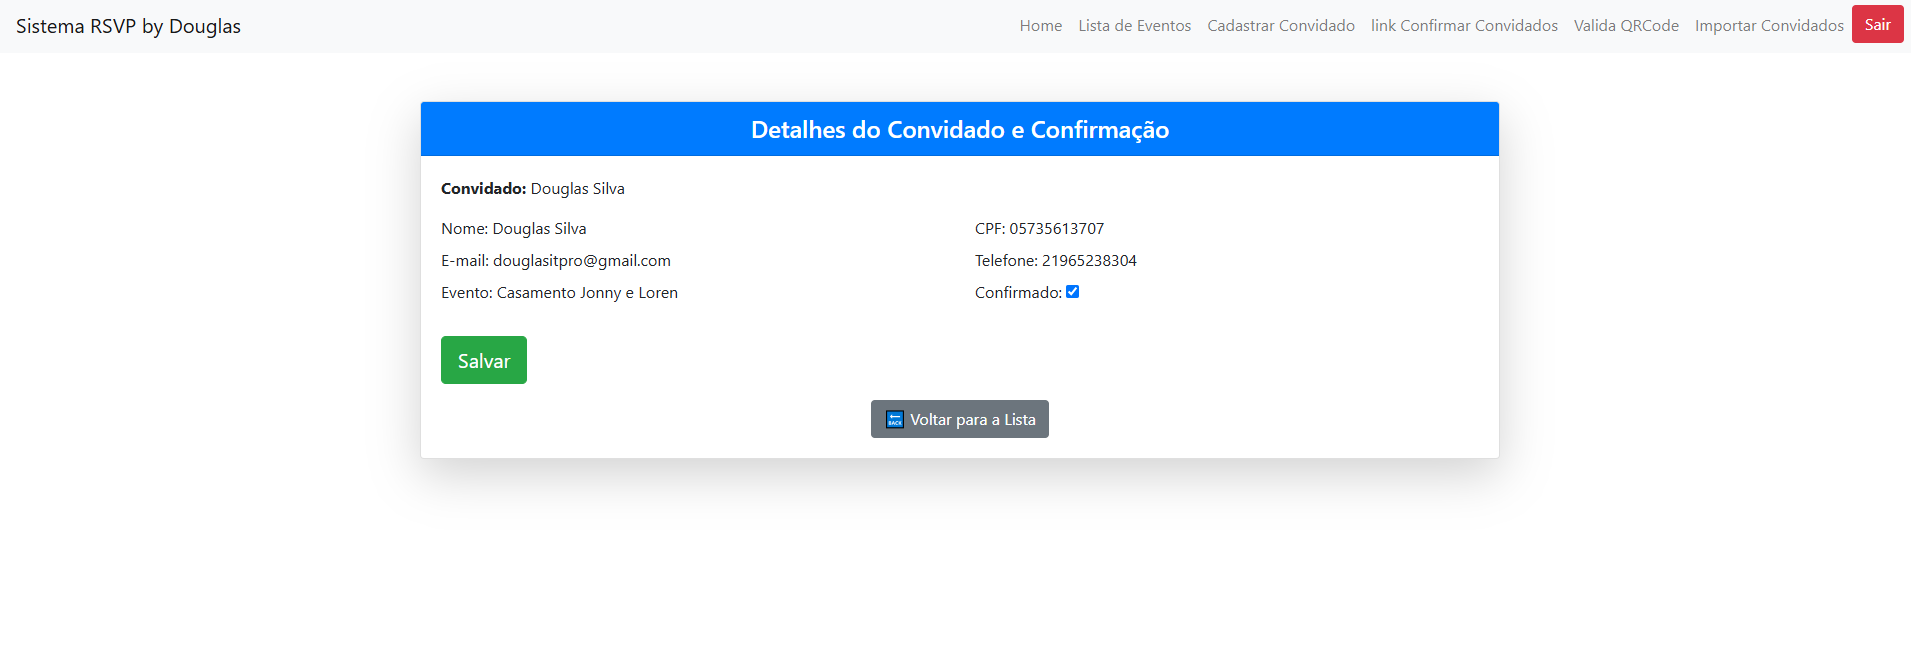 Sistema RSVP by Douglas
Home Lista de Eventos Cadastrar Convidado link Confirmar Convidados Valida QRCode Importar Convidados Sair
Detalhes do Convidado e Confirmação
Convidado: Douglas Silva
Nome: Douglas Silva
CPF: 05735613707
E-mail: douglasitpro@gmail.com
Telefone: 21965238304
Evento: Casamento Jonny e Loren
Confirmado:
Salvar
BACK Voltar para a Lista